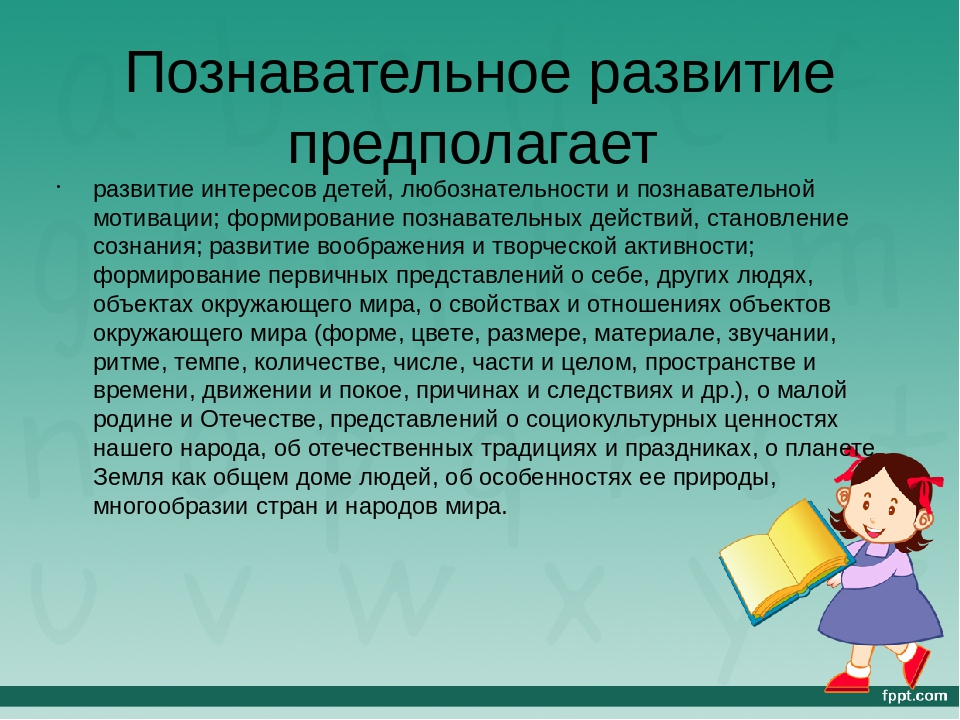 Познавательное развитие
предполагает
развитие интересов детей, любознательности и познавательной
мотивации; формирование познавательных действий, становление
сознания; развитие воображения и творческой активности;
формирование первичных представлений о себе, других людях,
объектах окружающего мира, о свойствах и отношениях объектов
окружающего мира (форме, цвете, размере, материале, звучании,
ритме, темпе, количестве, числе, части и целом, пространстве и
времени, движении и покое, причинах и следствиях и др.), о малой
родине и Отечестве, представлений о социокультурных ценностях
нашего народа, об отечественных традициях и праздниках, о планете
Земля как общем доме людей, об особенностях ее природы,
многообразии стран и народов мира.
fppt.com